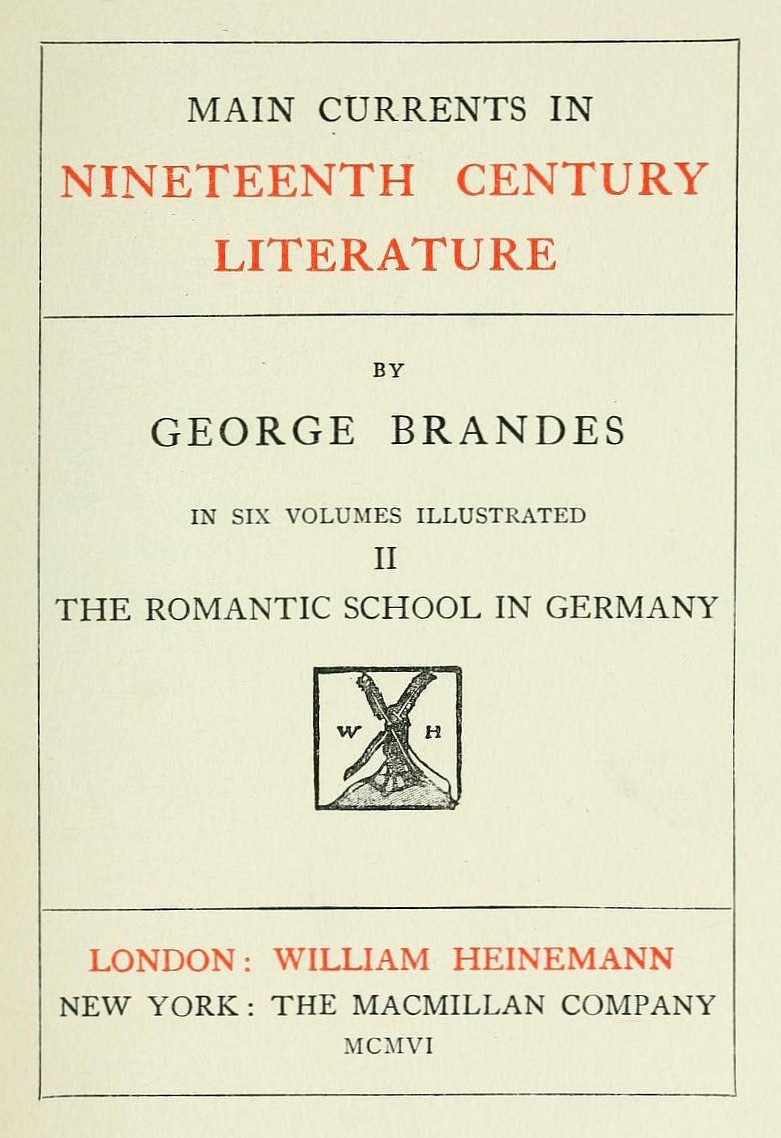 MAIN CURRENTS IN
NINETEENTH CENTURY
LITERATURE
BY
GEORGE BRANDES
IN SIX VOLUMES ILLUSTRATED
II
THE ROMANTIC SCHOOL IN GERMANY
W H
LONDON: WILLIAM HEINEMANN
NEW YORK: THE MACMILLAN COMPANY
MCMVI